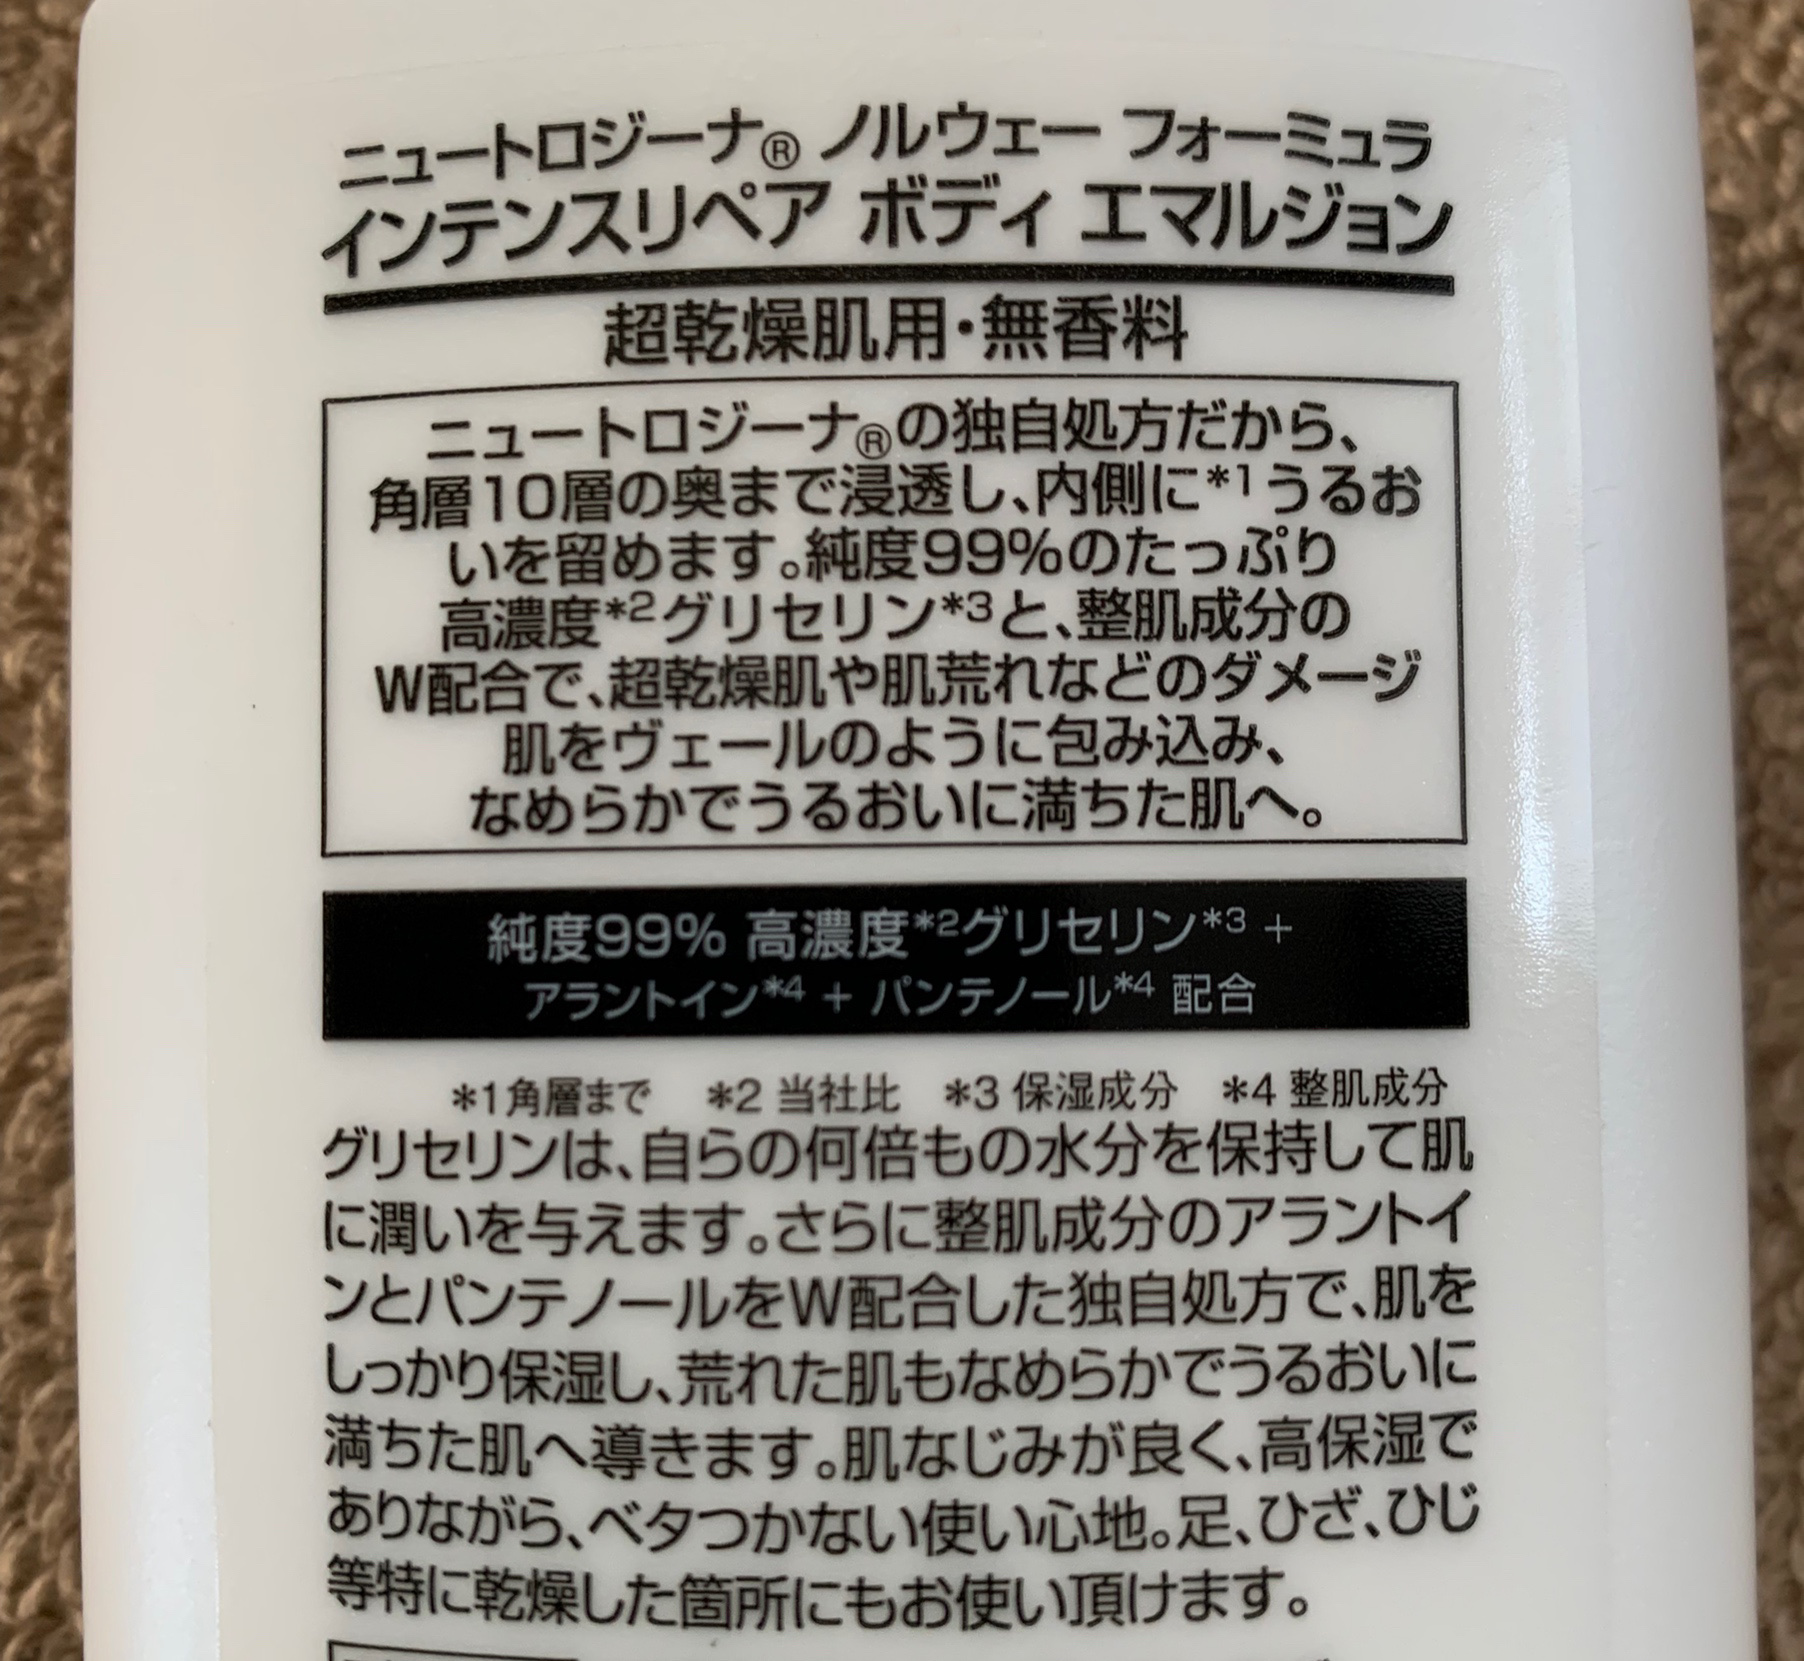 ニュートロジーナ® ノルウェー フォーミュラ
インテンスリペア ボディ エマルジョン
超乾燥肌用・無香料
ニュートロジーナ®の独自処方だから、
角層10層の奥まで浸透し、内側に*1うるお
いを留めます。純度99%のたっぷり
高濃度*2グリセリン*3と、整肌成分の
W配合で、超乾燥肌や肌荒れなどのダメージ
肌をヴェールのように包み込み、
なめらかでうるおいに満ちた肌へ。
純度99% 高濃度*2グリセリン*3 +
アラントイン*4 + パンテノール*4 配合
*1角層まで *2 当社比 *3 保湿成分 *4 整肌成分
グリセリンは、自らの何倍もの水分を保持して肌
に潤いを与えます。さらに整肌成分のアラントイ
ンとパンテノールをW配合した独自処方で、肌を
しっかり保湿し、荒れた肌もなめらかでうるおいに
満ちた肌へ導きます。肌なじみが良く、高保湿で
ありながら、ベタつかない使い心地。足、ひざ、ひじ
等特に乾燥した箇所にもお使い頂けます。